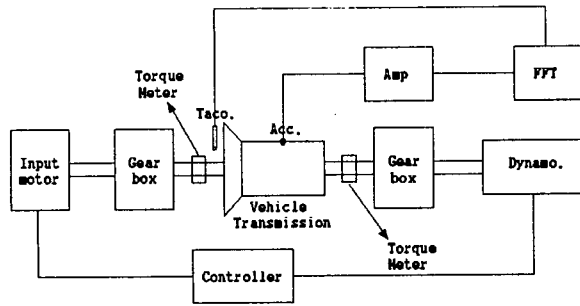 Torque
Meter
Taco.
Acc.
Amp
FFT
Input
motor
Gear
box
Vehicle
Transmission
Gear
box
Dynamo.
Torque
Meter
Controller